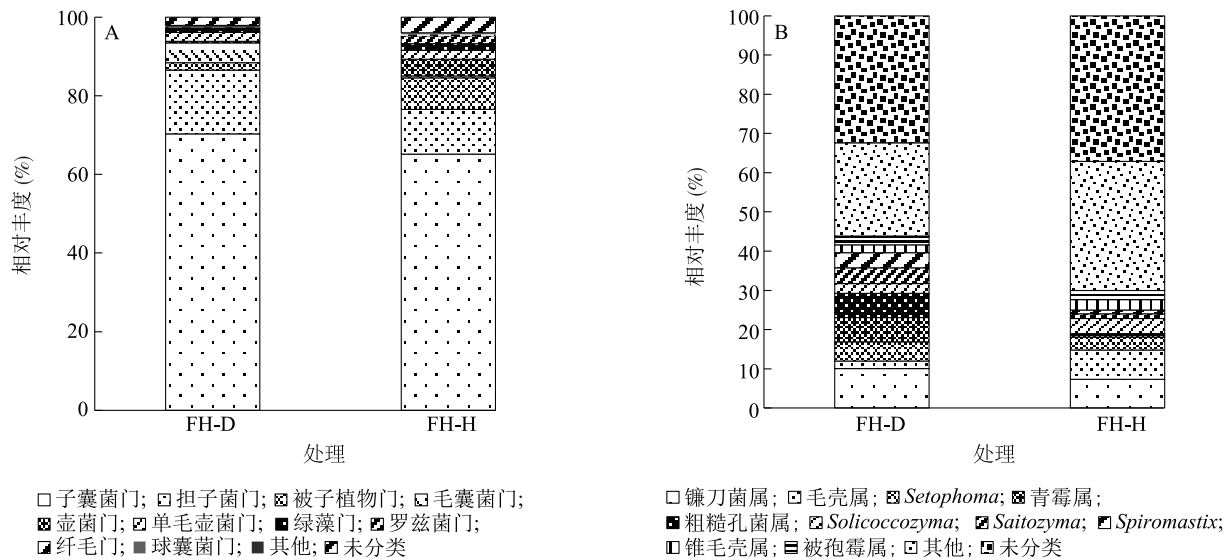 100
80
60
40
20
0
A
相对丰度 (%)
FH-D
FH-H
处理
□子囊菌门; 担子菌门; 被子植物门; 毛囊菌门;
壶菌门; 单毛壶菌门; 绿藻门; 罗兹菌门;
纤毛门; 球囊菌门; 其他; 未分类
100
90
80
70
60
50
40
30
20
10
0
B
相对丰度 (%)
FH-D
FH-H
处理
镰刀菌属; 毛壳属; Setophoma; 青霉属;
粗糙孔菌属; Solicoccozyma; Saitozyma; Spiromastix;
锥毛壳属; 被孢霉属; 其他; 未分类